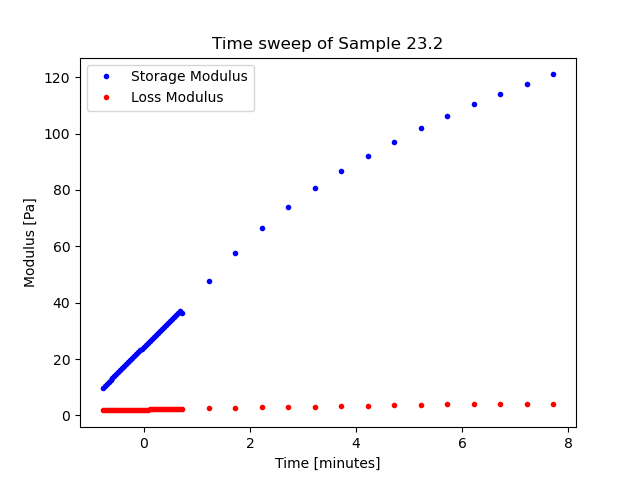 Time sweep of Sample 23.2
Storage Modulus
Loss Modulus
Modulus [Pa]
120
100
80
60
40
20
0
0 2 4 6 8
Time [minutes]